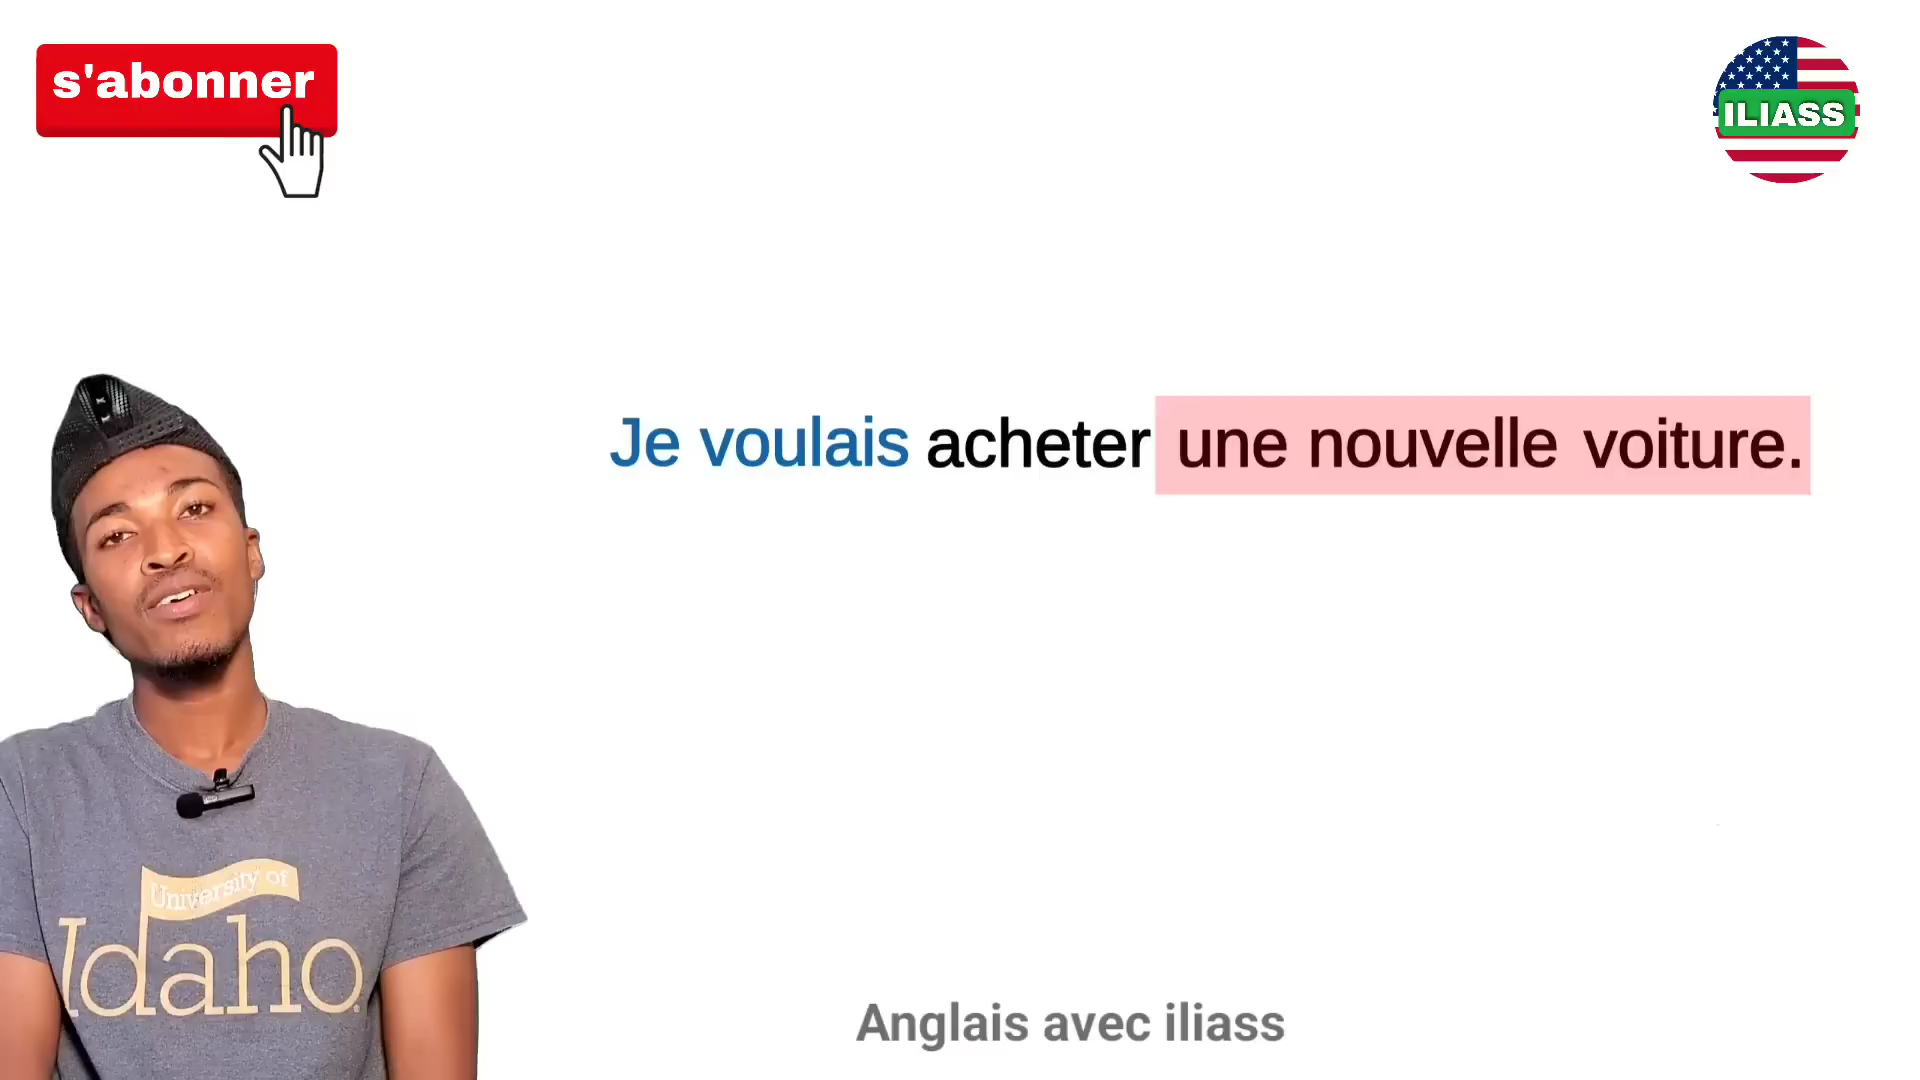 s'abonner
ILIASS
Je voulais acheter une nouvelle voiture.
University of
Idaho
Anglais avec iliass